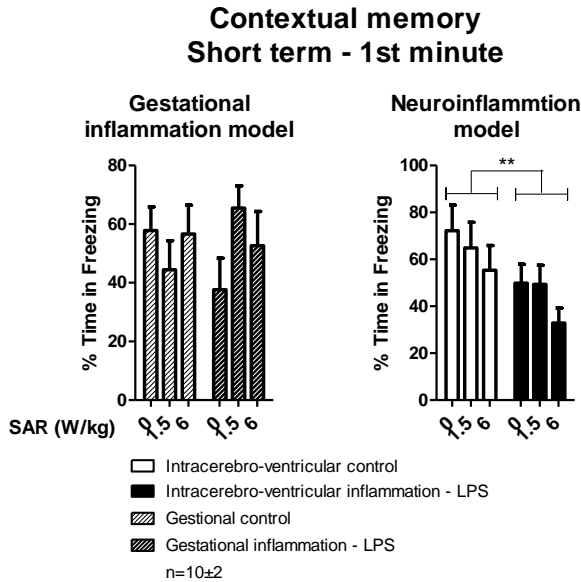 Contextual memory
Short term - 1st minute
Gestational
inflammation model
Neuroinflammtion
model
% Time in Freezing
80
60
40
20
0
% Time in Freezing
100
80
60
40
20
0
**
SAR (W/kg)
0 1.5 6 0 1.5 6
0 1.5 6 0 1.5 6
Intracerebro-ventricular control
Intracerebro-ventricular inflammation - LPS
Gestional control
Gestational inflammation - LPS
n=10±2